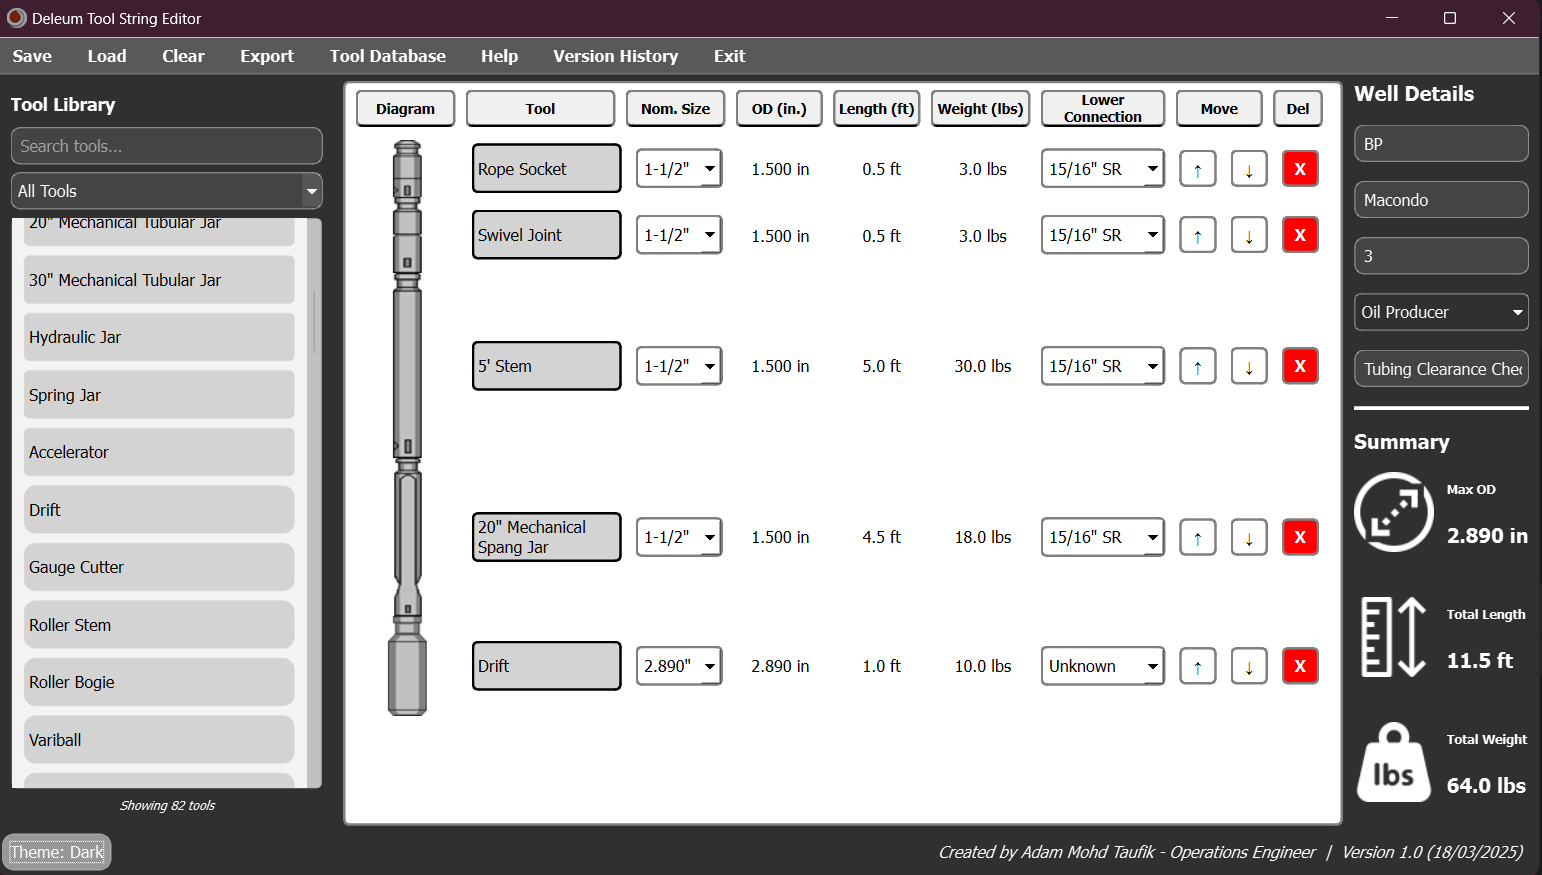 Deleum Tool String Editor
Save Load Clear Export Tool Database Help Version History Exit
Tool Library
Search tools...
All Tools
20" Mechanical Tubular Jar
30" Mechanical Tubular Jar
Hydraulic Jar
Spring Jar
Accelerator
Drift
Gauge Cutter
Roller Stem
Roller Bogie
Variball
Showing 82 tools
Theme: Dark
Diagram Tool Nom. Size OD (in.) Length (ft) Weight (lbs) Lower Connection Move Del
Rope Socket 1-1/2" 1.500 in 0.5 ft 3.0 lbs 15/16" SR ↑ ↓ X
Swivel Joint 1-1/2" 1.500 in 0.5 ft 3.0 lbs 15/16" SR ↑ ↓ X
5' Stem 1-1/2" 1.500 in 5.0 ft 30.0 lbs 15/16" SR ↑ ↓ X
20" Mechanical Spang Jar 1-1/2" 1.500 in 4.5 ft 18.0 lbs 15/16" SR ↑ ↓ X
Drift 2.890" 2.890 in 1.0 ft 10.0 lbs Unknown ↑ ↓ X
Well Details
BP
Macondo
3
Oil Producer
Tubing Clearance Chec
Summary
Max OD
2.890 in
Total Length
11.5 ft
lbs
Total Weight
64.0 lbs
Created by Adam Mohd Taufik - Operations Engineer | Version 1.0 (18/03/2025)